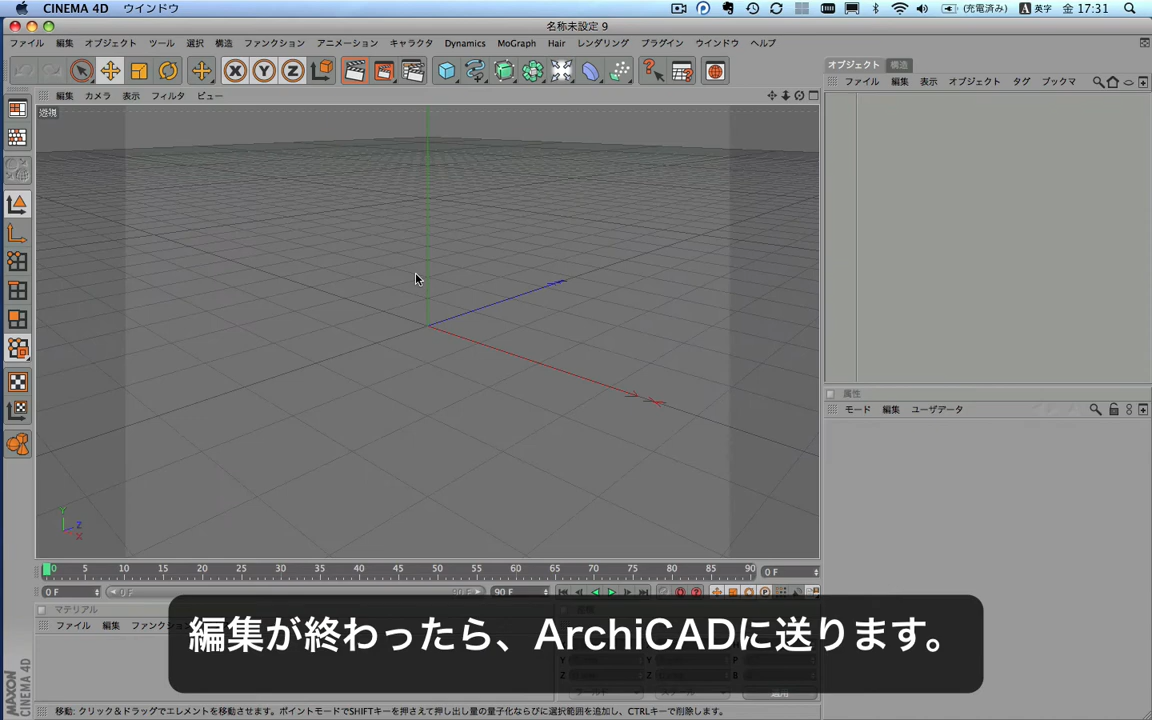 CINEMA 4D ウインドウ (充電済み) 英字 金 17:31
名称未設定 9
ファイル 編集 オブジェクト ツール 選択 構造 ファンクション アニメーション キャラクタ Dynamics MoGraph Hair レンダリング プラグイン ウインドウ ヘルプ
オブジェクト 構造
ファイル 編集 表示 オブジェクト タグ ブックマ
編集 カメラ 表示 フィルタ ビュー
透視
属性
モード 編集 ユーザデータ
Y
Z
X
0 5 10 15 20 25 30 35 40 45 50 55 60 65 70 75 80 85 90 0 F
0 F 0 F 90 F 90 F
マテリアル
ファイル 編集 ファンク
編集が終わったら、ArchiCADに送ります。
MAXON
CINEMA 4D
移動: クリック＆ドラッグでエレメントを移動させます。ポイントモードでSHIFTキーを押さえて押し出し量の量子化ならびに選択範囲を追加し、CTRLキーで削除します。